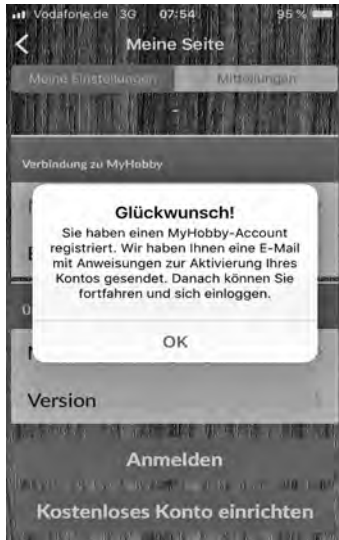 Vodafone.de 3G 07:54 95 %
Meine Seite
Meine Einstellungen Mitteilungen
-
Verbindung zu MyHobby
Glückwunsch!
Sie haben einen MyHobby-Account
registriert. Wir haben Ihnen eine E-Mail
mit Anweisungen zur Aktivierung Ihres
Kontos gesendet. Danach können Sie
fortfahren und sich einloggen.
OK
Version
Anmelden
Kostenloses Konto einrichten